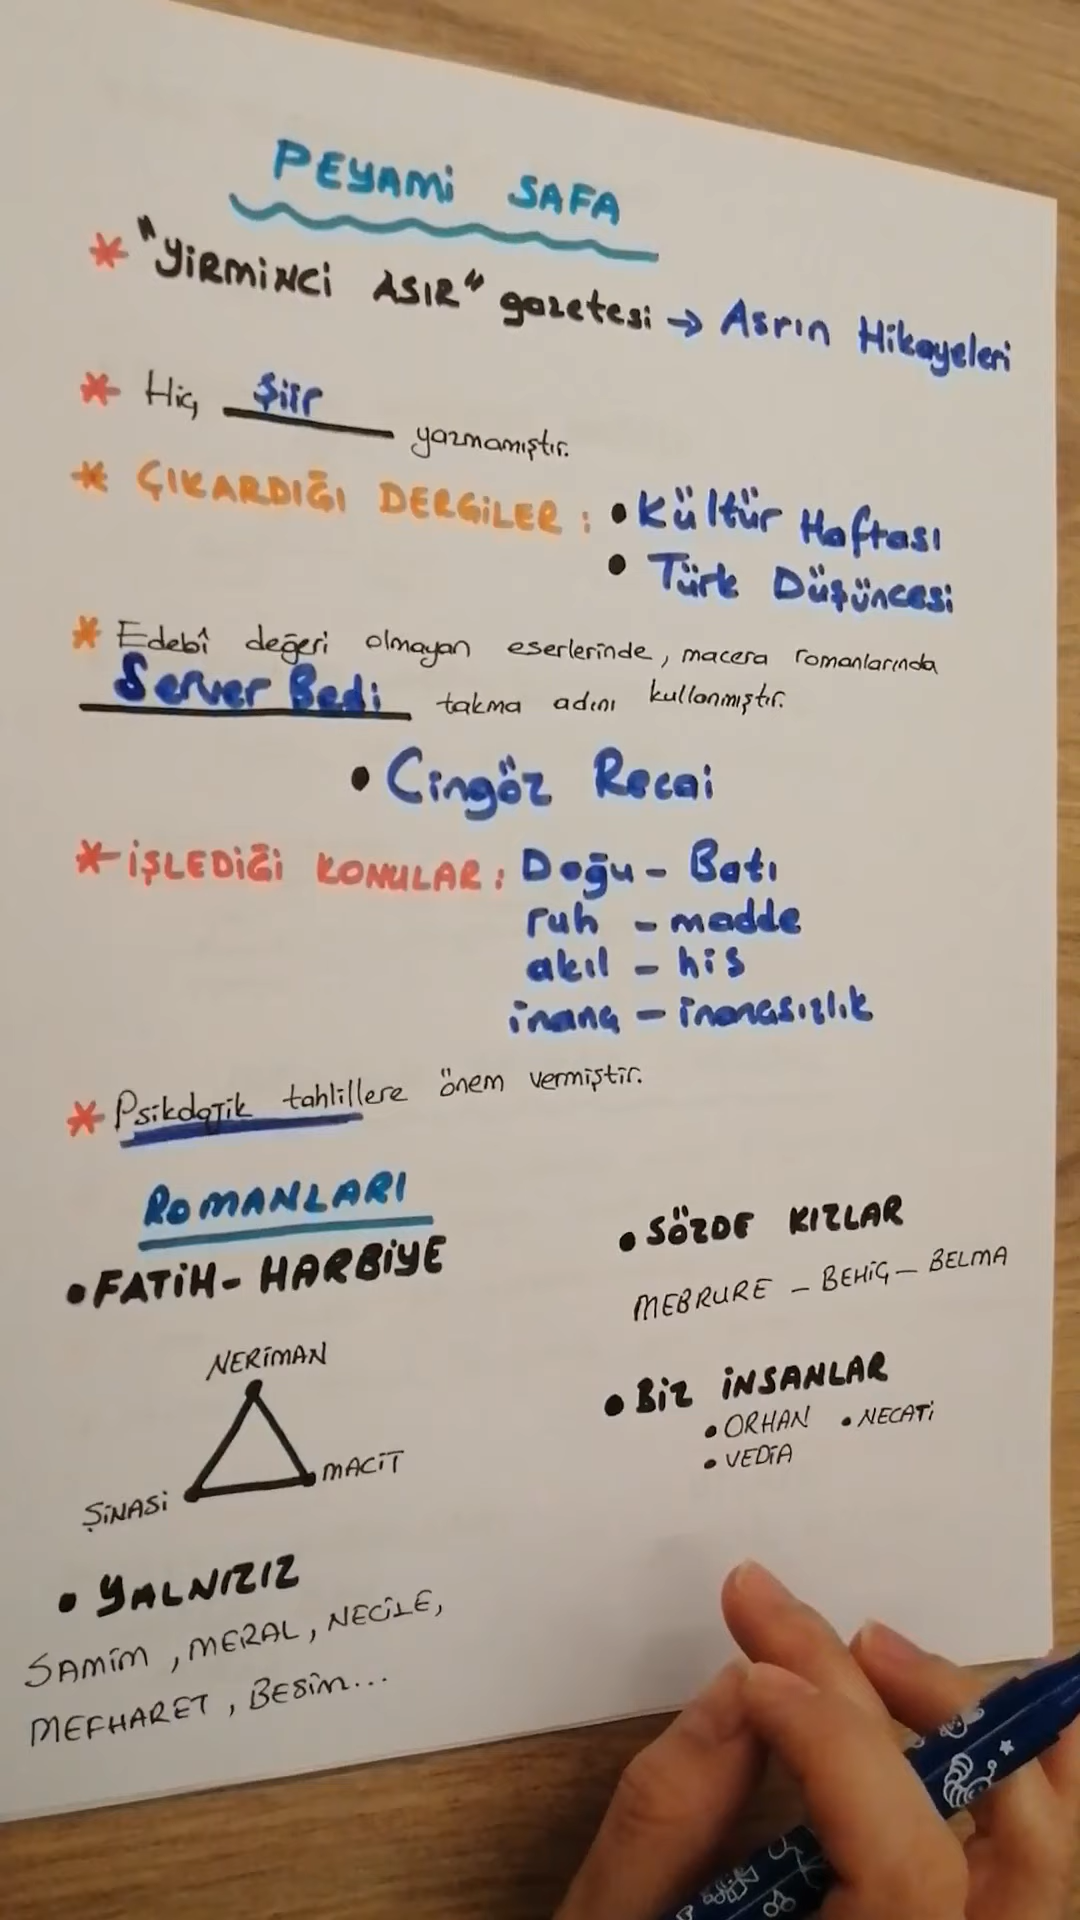 PEYAMİ SAFA
* "YİRMİNCİ ASIR" gazetesi → Asrın Hikayeleri
* Hiç şiir yazmamıştır.
* ÇIKARDIĞI DERGİLER : • Kültür Haftası
• Türk Düşüncesi
* Edebî değeri olmayan eserlerinde, macera romanlarında
Server Bedi takma adını kullanmıştır.
• Cingöz Recai
* İŞLEDİĞİ KONULAR : Doğu - Batı
ruh - madde
akıl - his
inanç - inançsızlık
* Psikolojik tahlillere önem vermiştir.
ROMANLARI
• FATİH - HARBİYE
NERİMAN
ŞİNASİ
MACİT
• YALNIZIZ
SAMİM, MERAL, NECİLE,
MEFHARET, BESİM...
• SÖZDE KIZLAR
MEBRURE - BEHİÇ - BELMA
• BİZ İNSANLAR
• ORHAN • NECATİ
• VEDİA